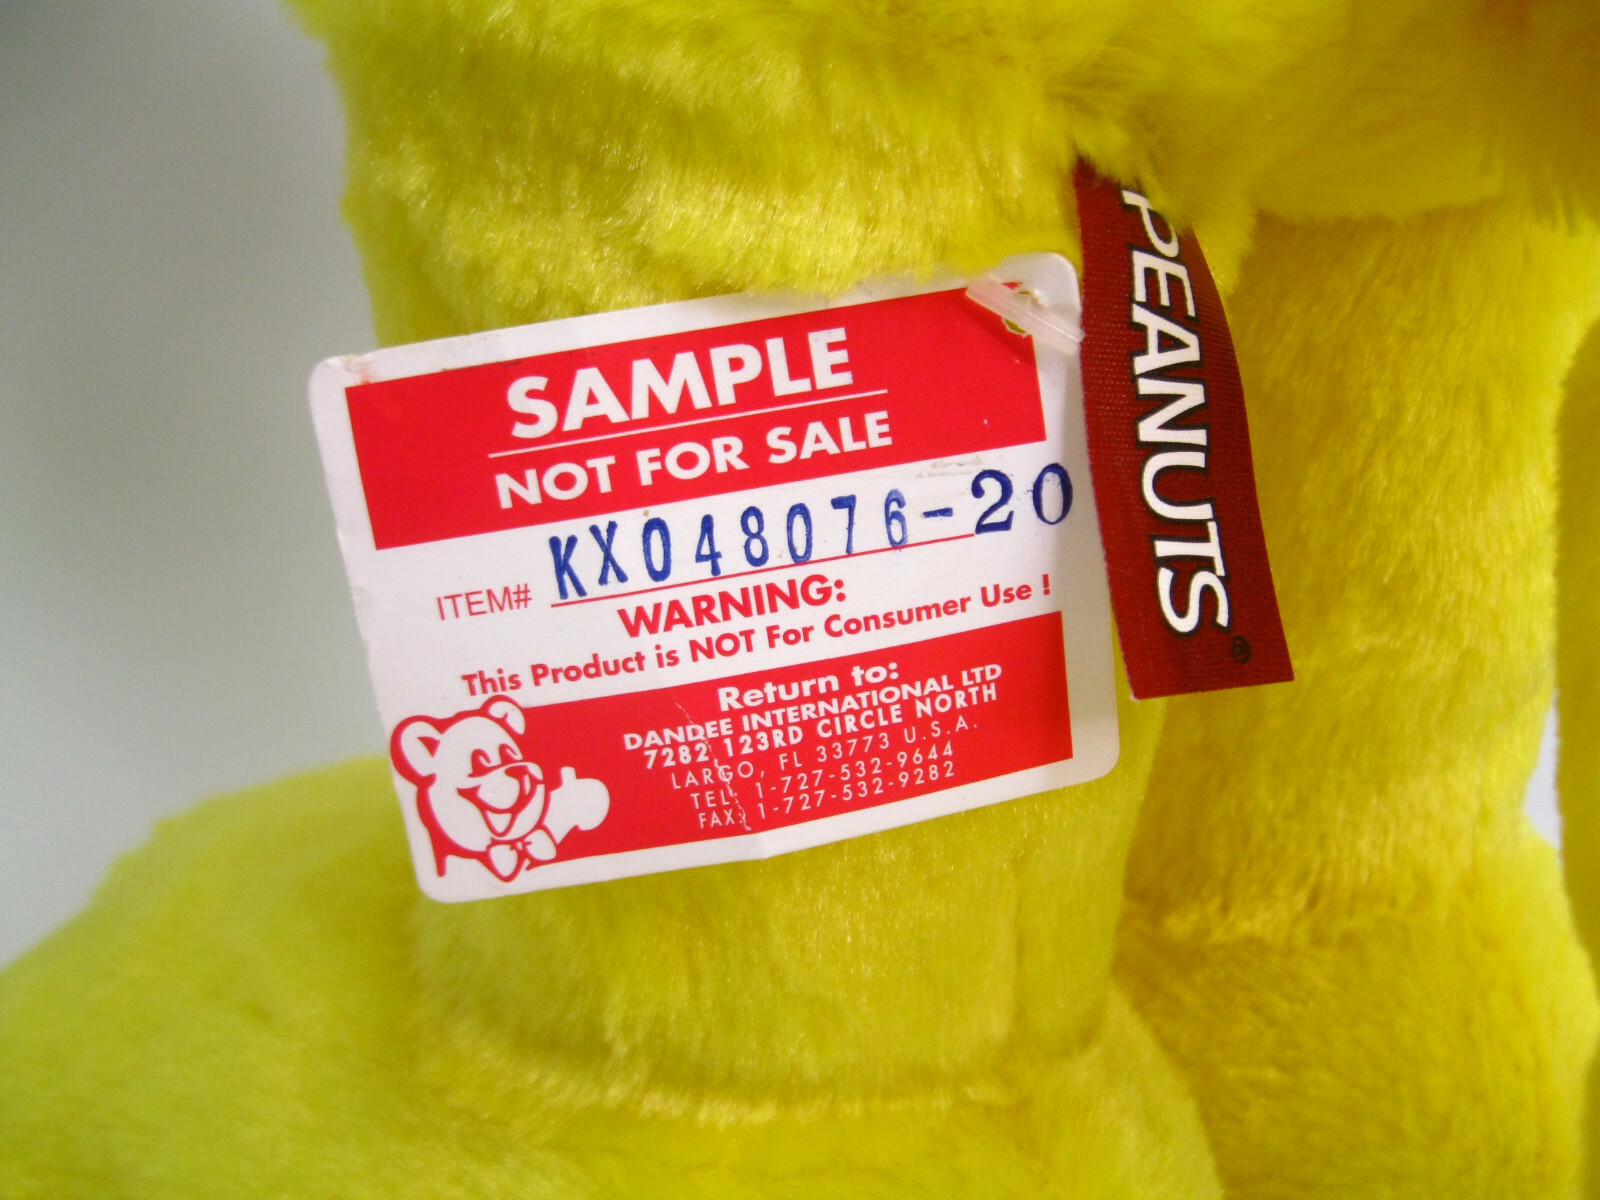 SAMPLE
NOT FOR SALE
ITEM# KX048076-20
WARNING:
This Product is NOT For Consumer Use !
Return to:
DANDEE INTERNATIONAL LTD
7282 123RD CIRCLE NORTH
LARGO, FL 33773 U.S.A.
TEL: 1-727-532-9644
FAX: 1-727-532-9282
PEANUTS®